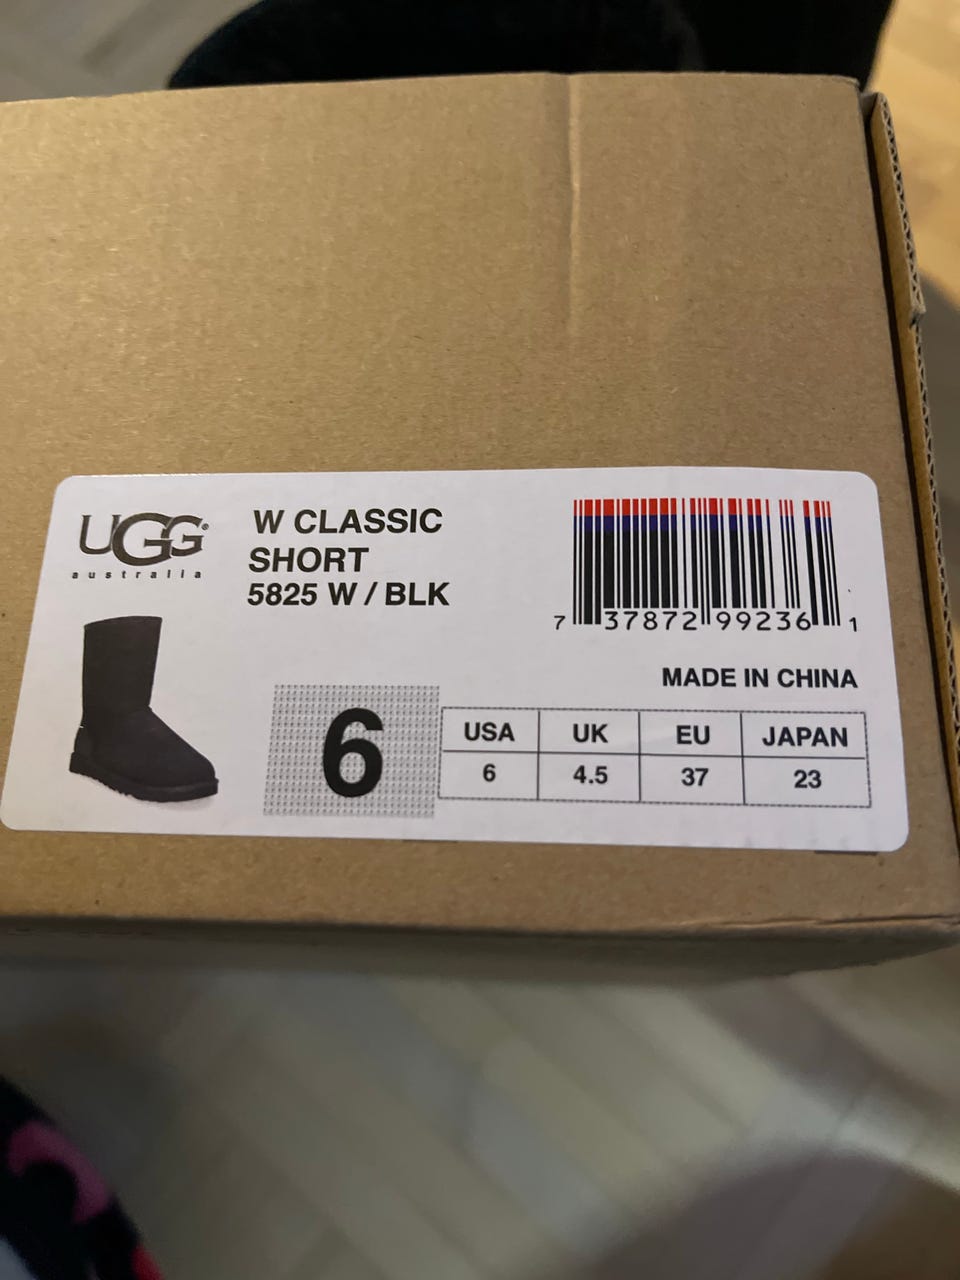 UGG®
australia
W CLASSIC
SHORT
5825 W / BLK
7 37872 99236 1
MADE IN CHINA
6
USA UK EU JAPAN
6 4.5 37 23